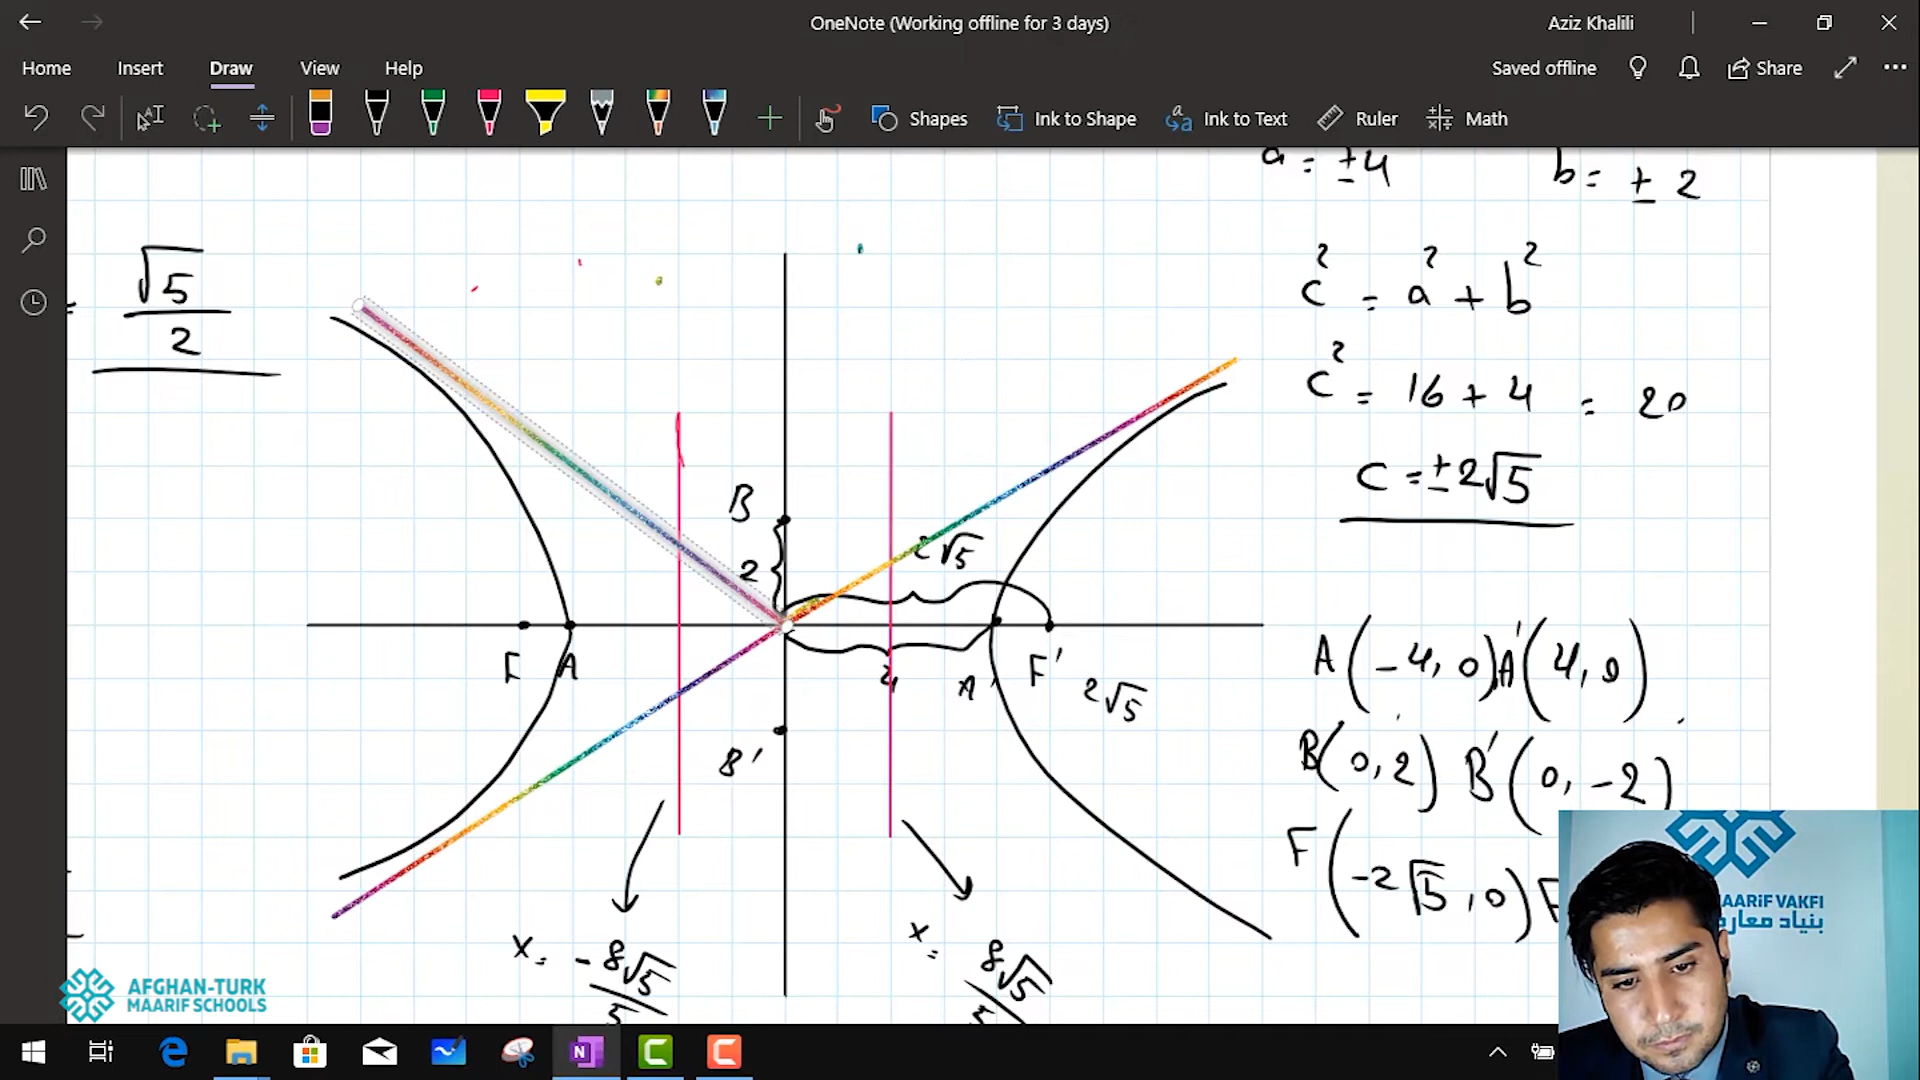 OneNote (Working offline for 3 days)
Aziz Khalili
Home Insert Draw View Help
Saved offline
Share
Shapes
Ink to Shape
Ink to Text
Ruler
Math
a = ±4
b = ± 2
= √5/2
c² = a² + b²
c² = 16 + 4 = 20
c = ±2√5
B
2
2√5
F A
4
A'
F'
2√5
B'
A(-4, 0) A'(4, 0)
B(0, 2) B'(0, -2)
F(-2√5, 0) F
x = -8√5/5
x = 8√5/5
AFGHAN-TURK
MAARIF SCHOOLS
MAARIF VAKFI